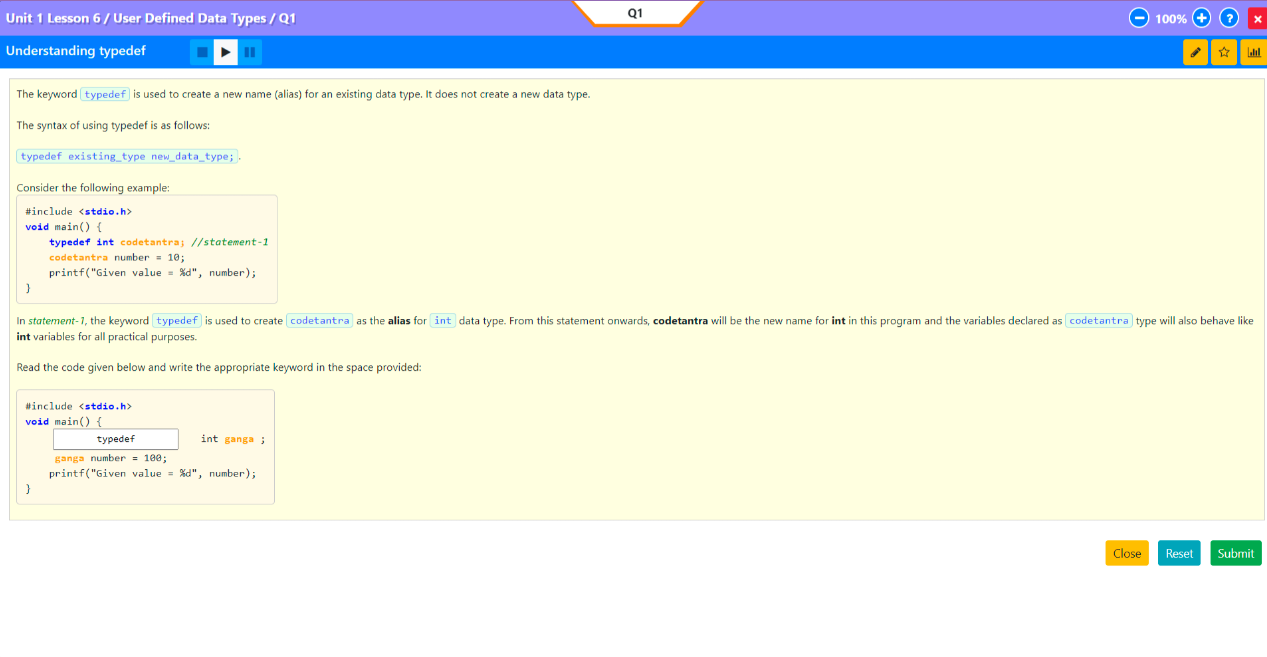 Unit 1 Lesson 6 / User Defined Data Types / Q1
Q1
100%
?
Understanding typedef
The keyword typedef is used to create a new name (alias) for an existing data type. It does not create a new data type.
The syntax of using typedef is as follows:
typedef existing_type new_data_type; .
Consider the following example:
#include <stdio.h>
void main() {
    typedef int codetantra; //statement-1
    codetantra number = 10;
    printf("Given value = %d", number);
}
In statement-1, the keyword typedef is used to create codetantra as the alias for int data type. From this statement onwards, codetantra will be the new name for int in this program and the variables declared as codetantra type will also behave like
int variables for all practical purposes.
Read the code given below and write the appropriate keyword in the space provided:
#include <stdio.h>
void main() {
    typedef int ganga ;
    ganga number = 100;
    printf("Given value = %d", number);
}
Close Reset Submit